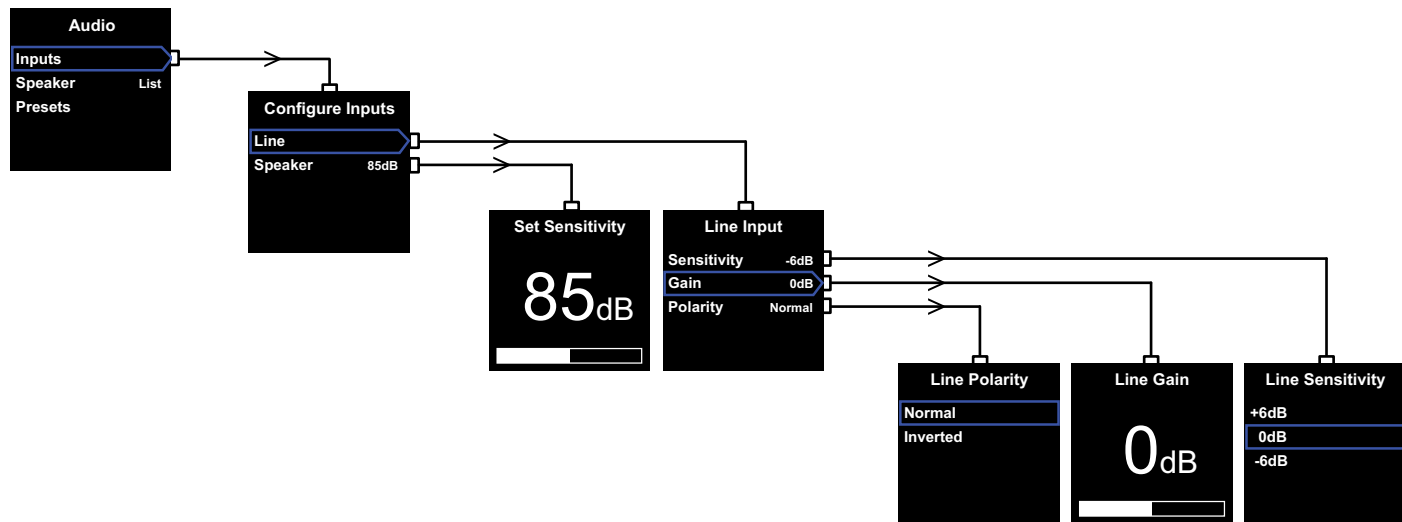 Audio
Inputs
Speaker List
Presets
Configure Inputs
Line
Speaker 85dB
Set Sensitivity
85dB
Line Input
Sensitivity -6dB
Gain 0dB
Polarity Normal
Line Polarity
Normal
Inverted
Line Gain
0dB
Line Sensitivity
+6dB
0dB
-6dB